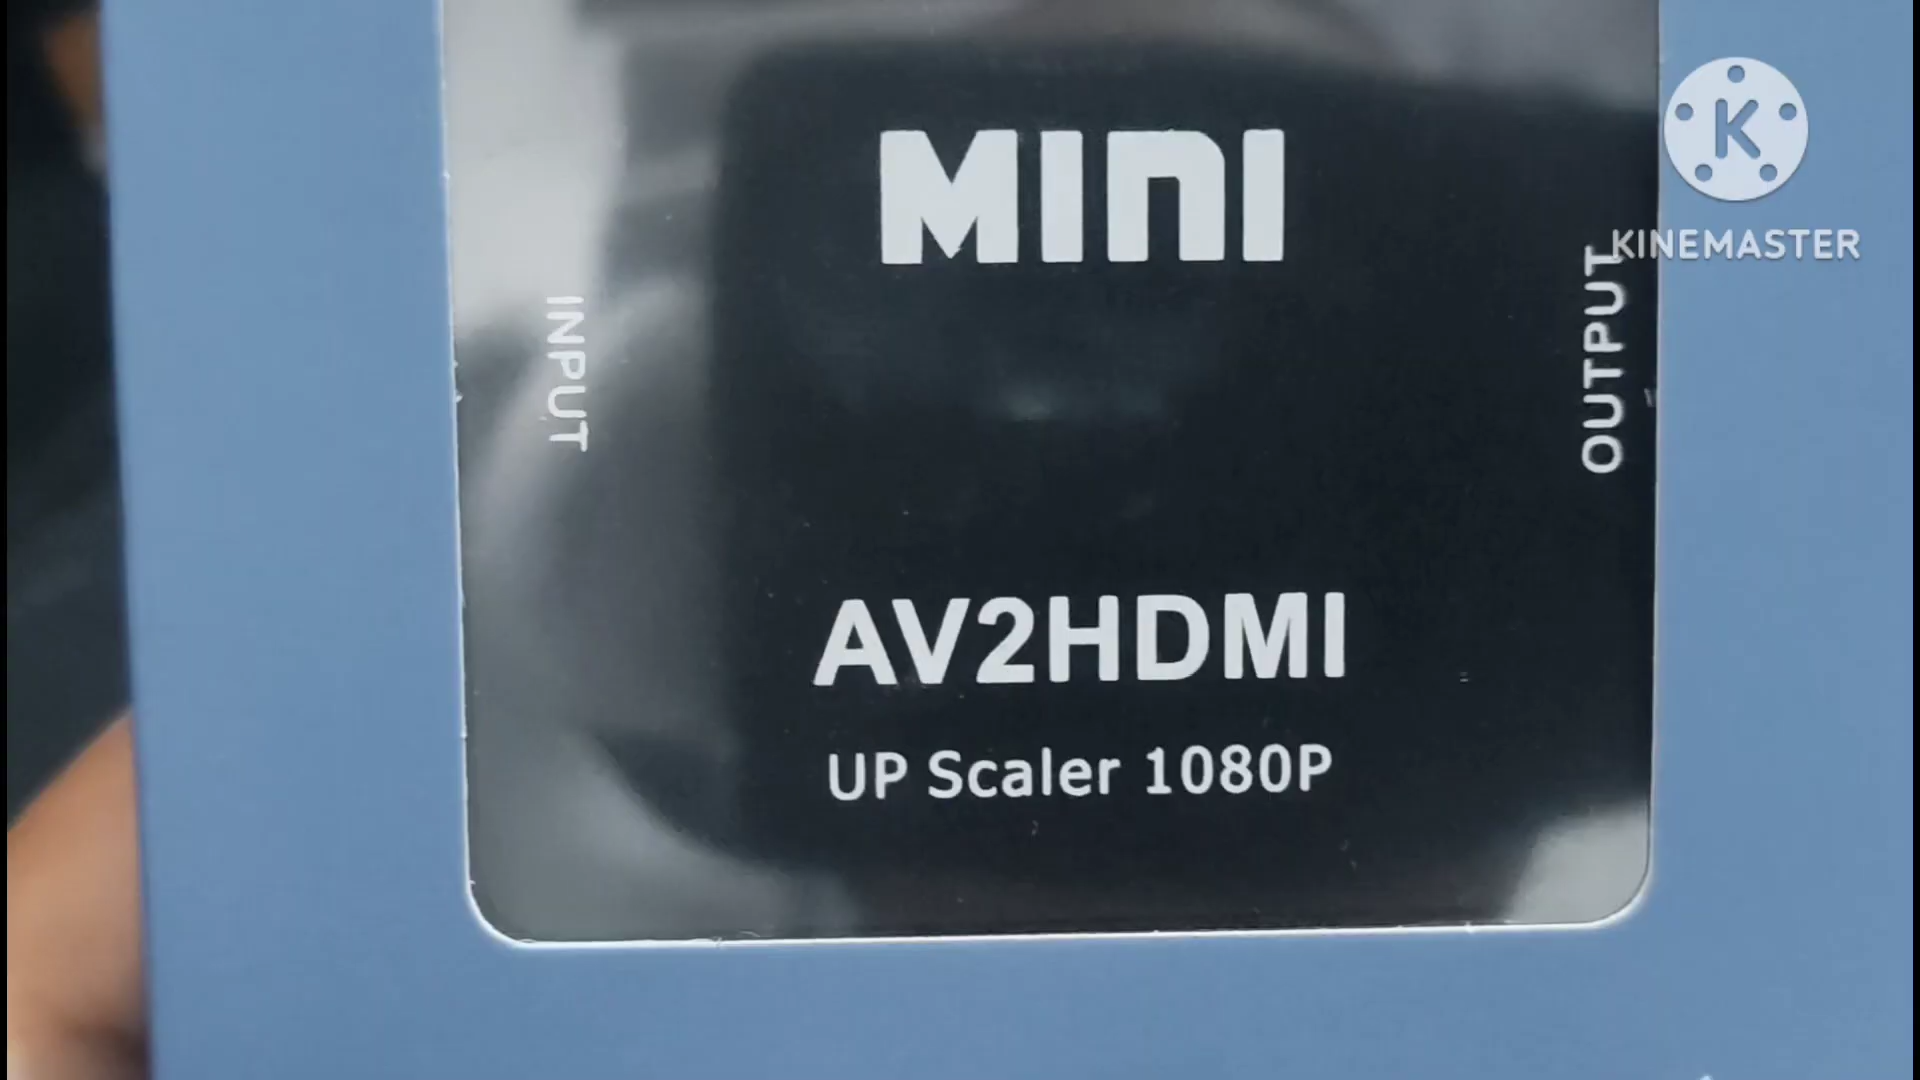 MINI
K
KINEMASTER
INPUT
OUTPUT
AV2HDMI
UP Scaler 1080P